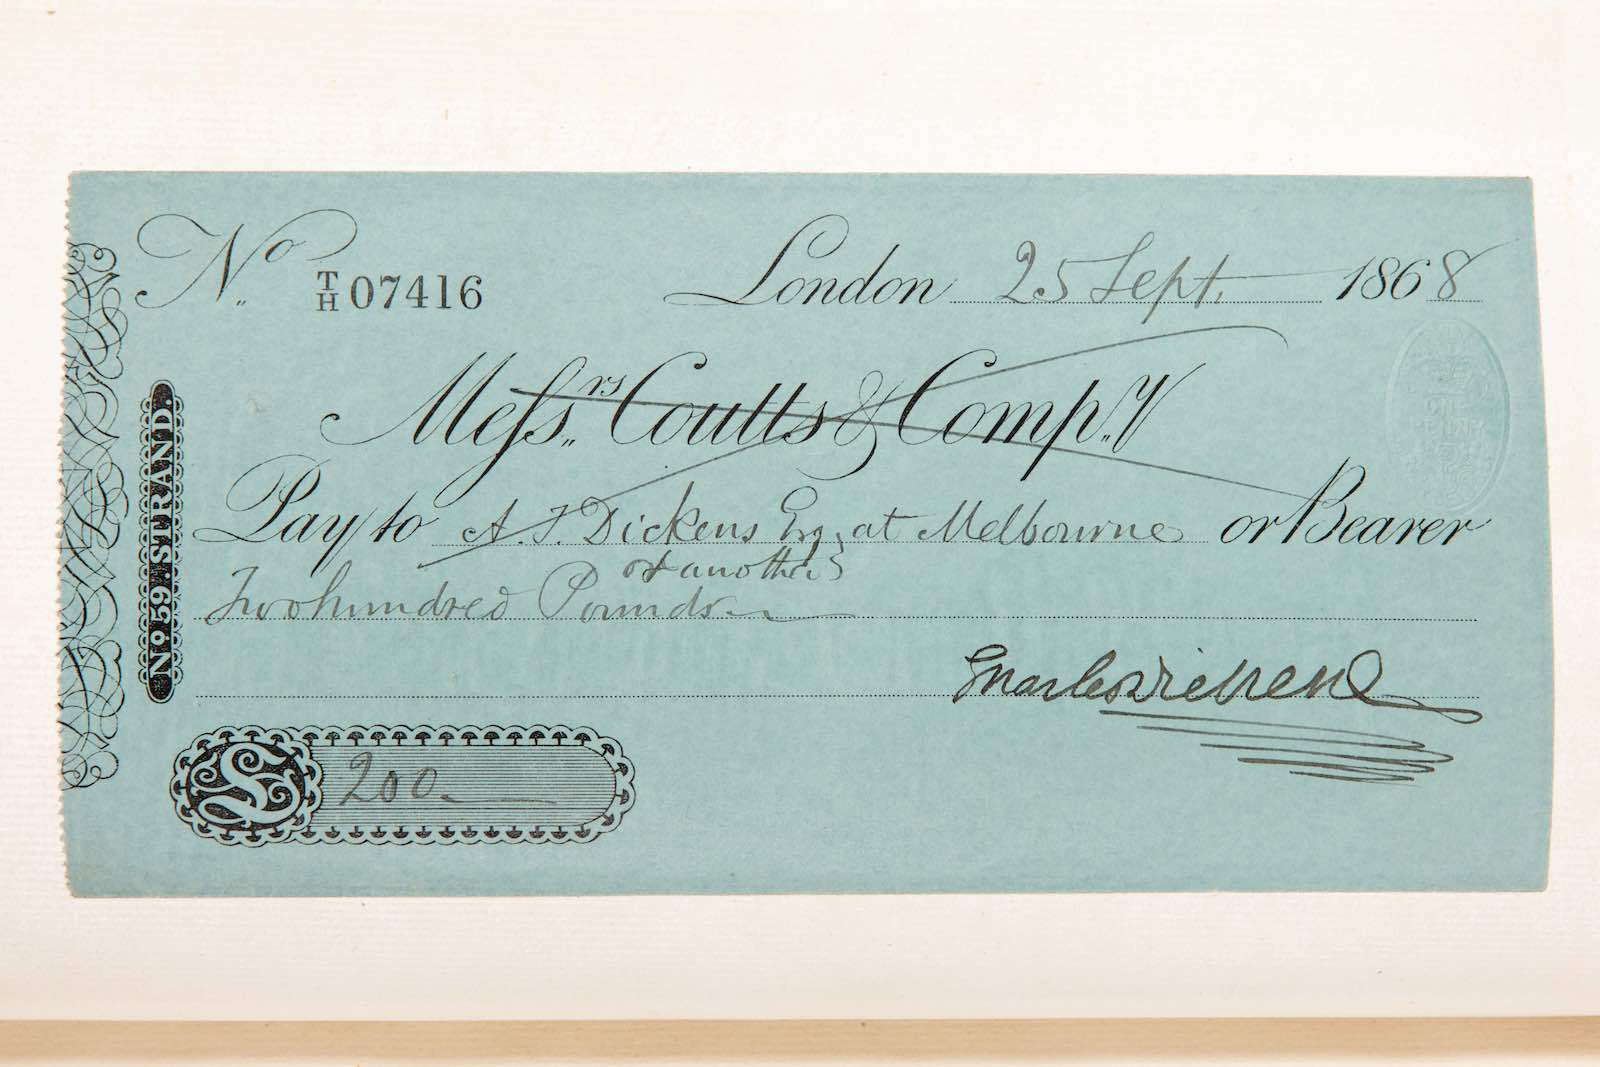 No. T/H 07416
London 25 Sept. 1868
Messrs. Coutts & Compy.
Pay to A. T. Dickens Esq, at Melbourne or Bearer
& another
Two hundred Pounds
Charles Dickens
£ 200.
No 59. STRAND.